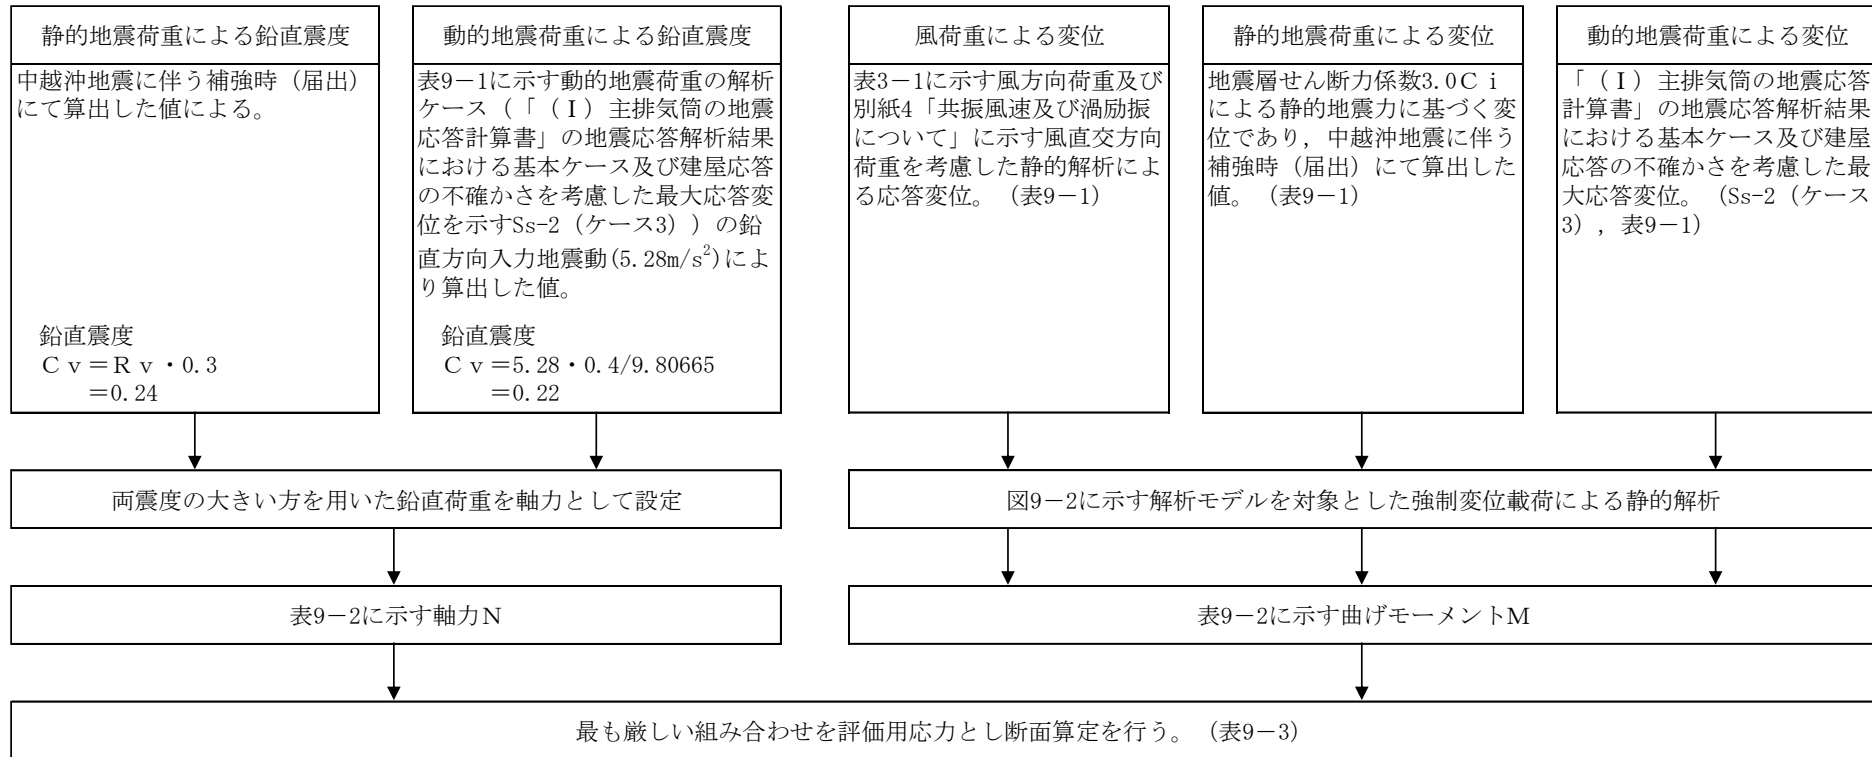 静的地震荷重による鉛直震度
中越沖地震に伴う補強時（届出）
にて算出した値による。
鉛直震度
Ｃｖ＝Ｒｖ・0.3
＝0.24
動的地震荷重による鉛直震度
表9－1に示す動的地震荷重の解析
ケース（「（Ⅰ）主排気筒の地震
応答計算書」の地震応答解析結果
における基本ケース及び建屋応答
の不確かさを考慮した最大応答変
位を示すSs-2（ケース3））の鉛
直方向入力地震動(5.28m/s²)によ
り算出した値。
鉛直震度
Ｃｖ＝5.28・0.4/9.80665
＝0.22
風荷重による変位
表3－1に示す風方向荷重及び
別紙4「共振風速及び渦励振
について」に示す風直交方向
荷重を考慮した静的解析によ
る応答変位。（表9－1）
静的地震荷重による変位
地震層せん断力係数3.0Ｃｉ
による静的地震力に基づく変
位であり，中越沖地震に伴う
補強時（届出）にて算出した
値。（表9－1）
動的地震荷重による変位
「（Ⅰ）主排気筒の地震応答
計算書」の地震応答解析結果
における基本ケース及び建屋
応答の不確かさを考慮した最
大応答変位。（Ss-2（ケース
3），表9－1）
両震度の大きい方を用いた鉛直荷重を軸力として設定
図9－2に示す解析モデルを対象とした強制変位載荷による静的解析
表9－2に示す軸力Ｎ
表9－2に示す曲げモーメントＭ
最も厳しい組み合わせを評価用応力とし断面算定を行う。（表9－3）